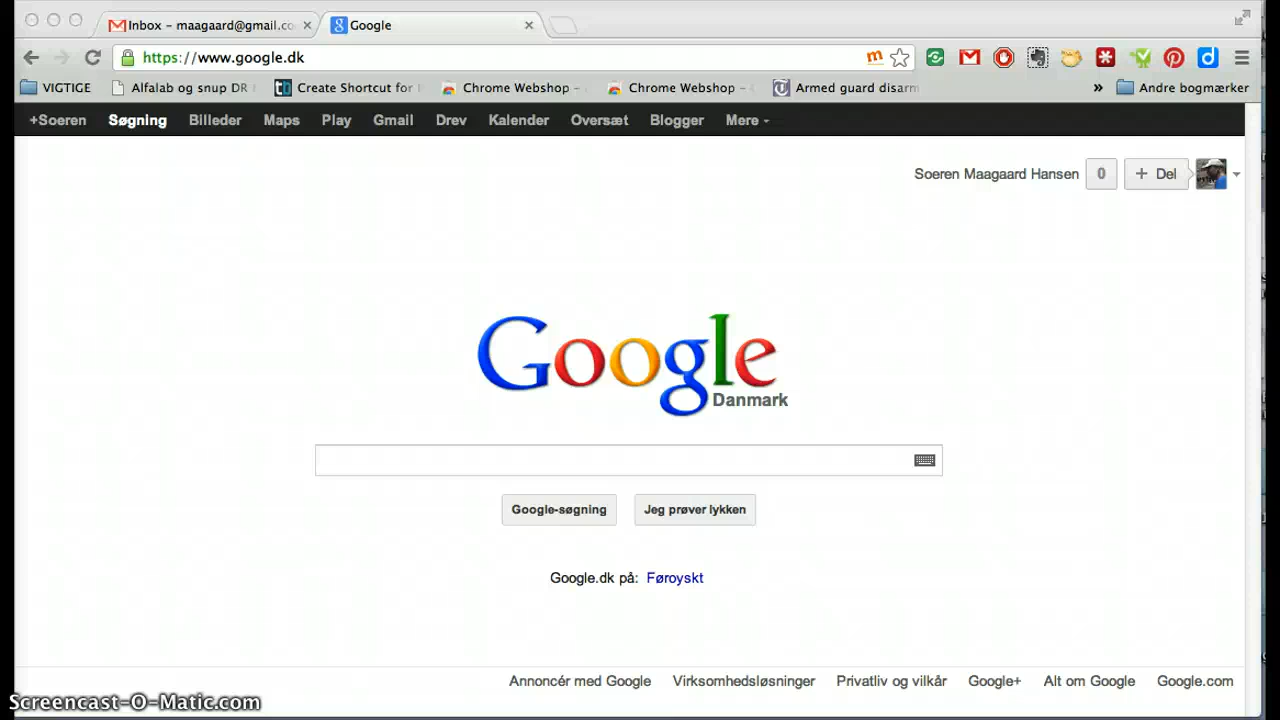 Inbox – maagaard@gmail.co
Google
https://www.google.dk
VIGTIGE
Alfalab og snup DR
Create Shortcut for
Chrome Webshop –
Chrome Webshop –
Armed guard disarm
»
Andre bogmærker
+Soeren Søgning Billeder Maps Play Gmail Drev Kalender Oversæt Blogger Mere
Soeren Maagaard Hansen 0 + Del
Google
Danmark
Google-søgning Jeg prøver lykken
Google.dk på: Føroyskt
Annoncér med Google Virksomhedsløsninger Privatliv og vilkår Google+ Alt om Google Google.com
Screencast-O-Matic.com